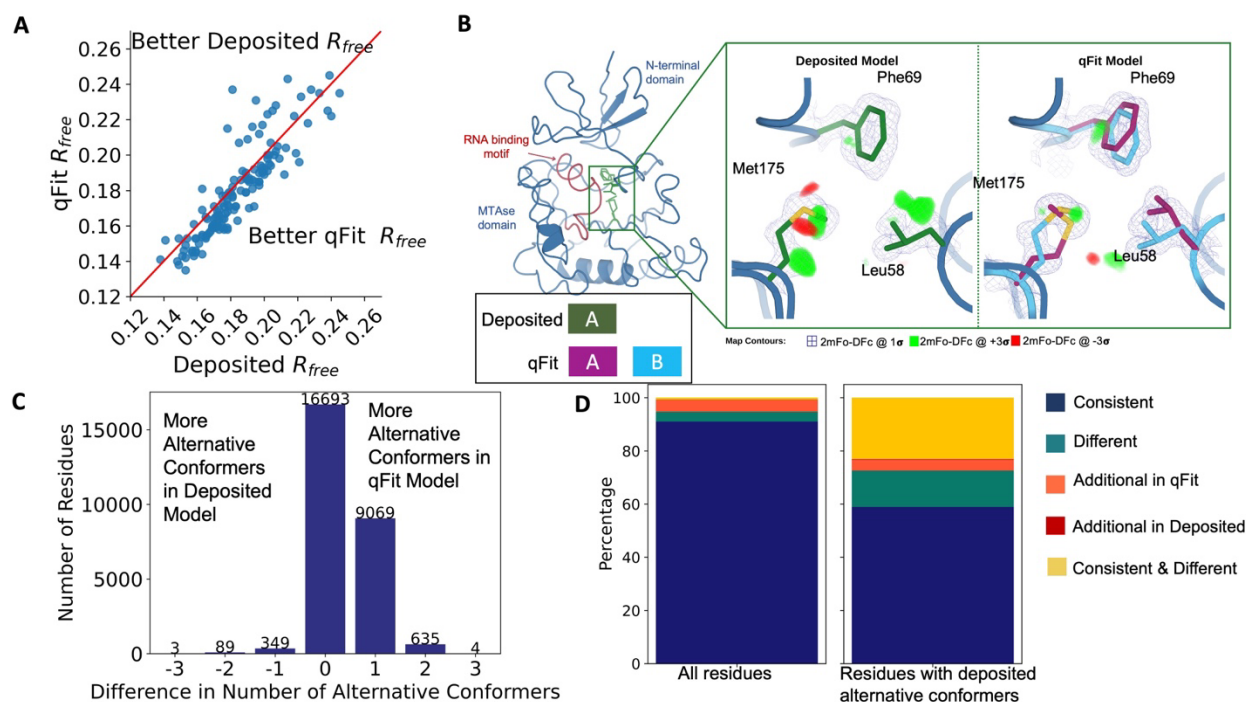 A
0.26
0.24
0.22
0.20
0.18
0.16
0.14
0.12
qFit Rfree
Better Deposited Rfree
Better qFit Rfree
0.12
0.14
0.16
0.18
0.20
0.22
0.24
0.26
Deposited Rfree
B
N-terminal
domain
RNA binding
motif
MTAse
domain
Deposited A
qFit A B
Deposited Model
Phe69
Met175
Leu58
qFit Model
Phe69
Met175
Leu58
Map Contours: 2mFo-DFc @ 1σ 2mFo-DFc @ +3σ 2mFo-DFc @ -3σ
C
More
Alternative
Conformers
in Deposited
Model
More
Alternative
Conformers in
qFit Model
Number of Residues
15000
10000
5000
0
3
89
349
16693
9069
635
4
-3
-2
-1
0
1
2
3
Difference in Number of Alternative Conformers
D
Percentage
100
80
60
40
20
0
All residues
Residues with deposited
alternative conformers
Consistent
Different
Additional in qFit
Additional in Deposited
Consistent & Different